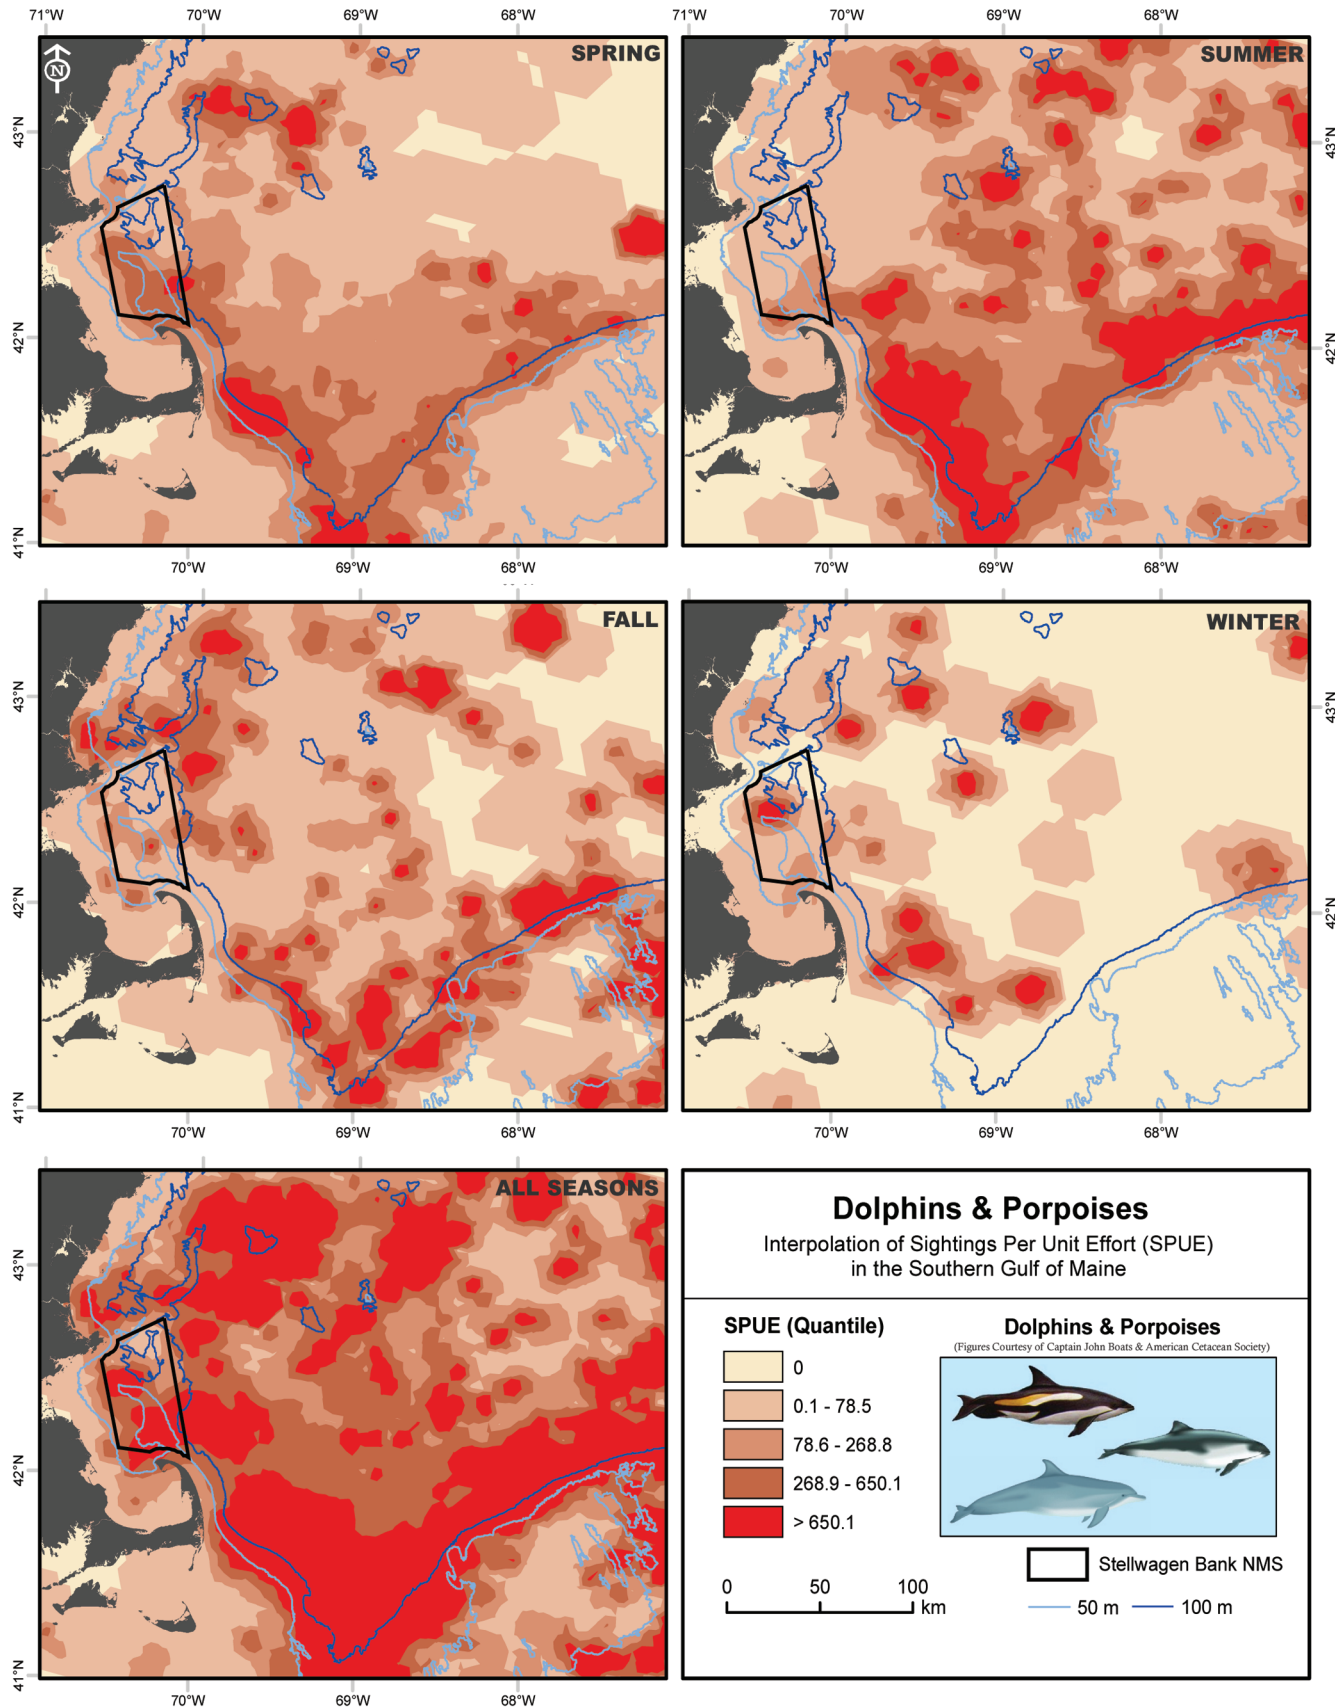 71°W 70°W 69°W 68°W
71°W 70°W 69°W 68°W
N
SPRING
43°N
42°N
41°N
70°W 69°W 68°W
SUMMER
43°N
42°N
70°W 69°W 68°W
FALL
43°N
42°N
41°N
70°W 69°W 68°W
WINTER
43°N
42°N
70°W 69°W 68°W
ALL SEASONS
43°N
42°N
41°N
70°W 69°W 68°W
Dolphins & Porpoises
Interpolation of Sightings Per Unit Effort (SPUE)
in the Southern Gulf of Maine
SPUE (Quantile)
0
0.1 - 78.5
78.6 - 268.8
268.9 - 650.1
> 650.1
0 50 100
km
Dolphins & Porpoises
(Figures Courtesy of Captain John Boats & American Cetacean Society)
Stellwagen Bank NMS
50 m 100 m